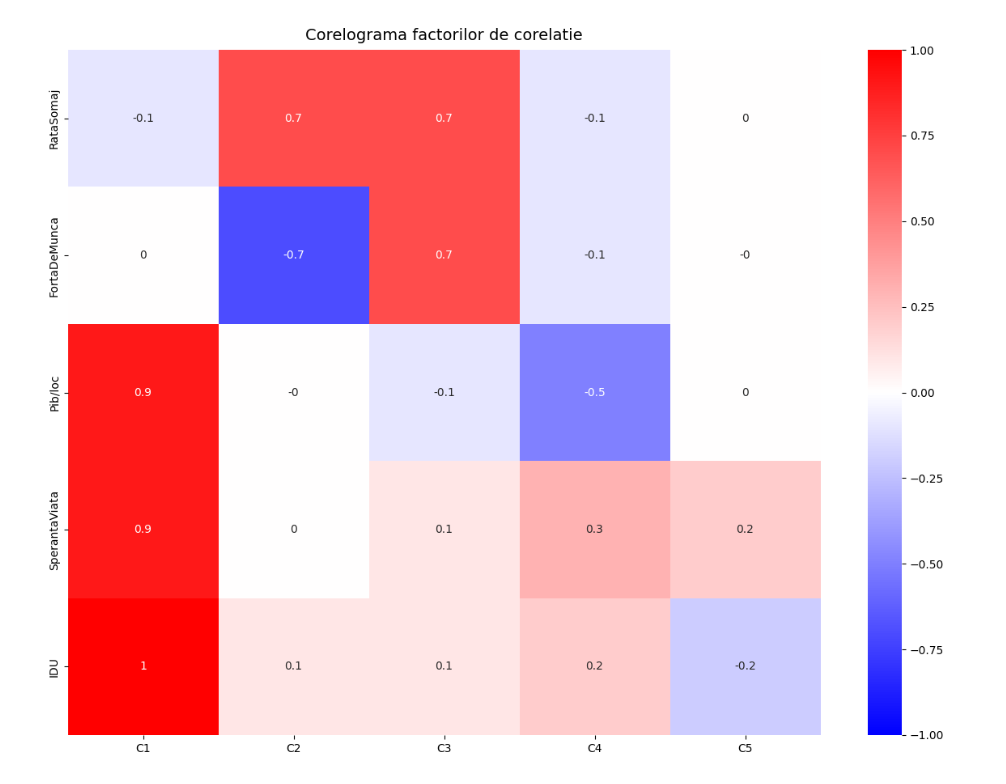 Corelograma factorilor de corelatie
RataSomaj -0.1 0.7 0.7 -0.1 0
FortaDeMunca 0 -0.7 0.7 -0.1 -0
Pib/loc 0.9 -0 -0.1 -0.5 0
SperantaViata 0.9 0 0.1 0.3 0.2
IDU 1 0.1 0.1 0.2 -0.2
C1 C2 C3 C4 C5
1.00
0.75
0.50
0.25
0.00
−0.25
−0.50
−0.75
−1.00